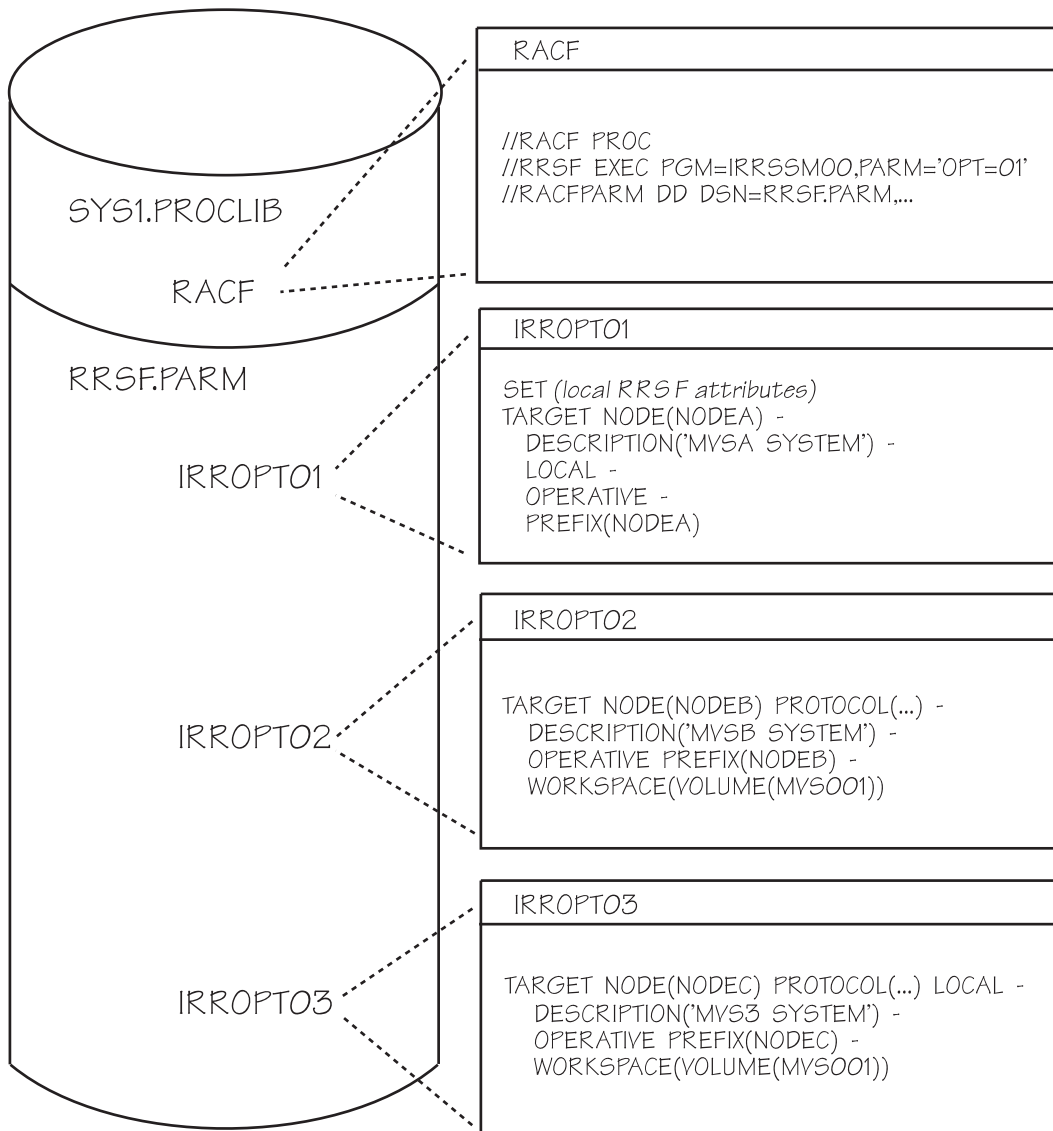 SYS1.PROCLIB
RACF
RRSF.PARM
IRROPT01
IRROPT02
IRROPT03
RACF
//RACF PROC
//RRSF EXEC PGM=IRRSSM00,PARM='OPT=01'
//RACFPARM DD DSN=RRSF.PARM,...
IRROPT01
SET (local RRSF attributes)
TARGET NODE(NODEA) -
DESCRIPTION('MVSA SYSTEM') -
LOCAL -
OPERATIVE -
PREFIX(NODEA)
IRROPT02
TARGET NODE(NODEB) PROTOCOL(...) -
DESCRIPTION('MVSB SYSTEM') -
OPERATIVE PREFIX(NODEB) -
WORKSPACE(VOLUME(MVS001))
IRROPT03
TARGET NODE(NODEC) PROTOCOL(...) LOCAL -
DESCRIPTION('MVS3 SYSTEM') -
OPERATIVE PREFIX(NODEC) -
WORKSPACE(VOLUME(MVS001))